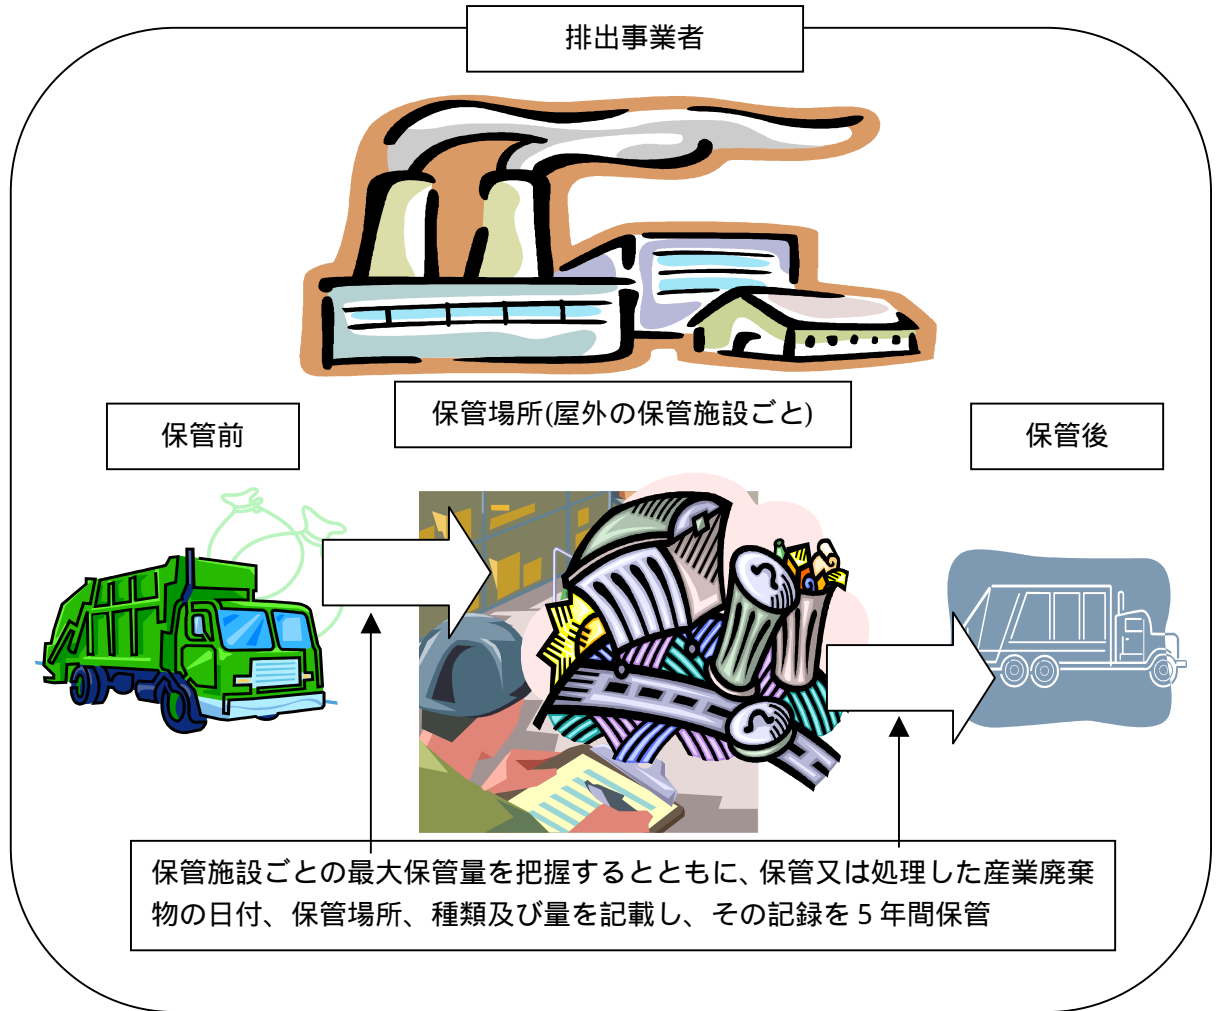 排出事業者
保管場所(屋外の保管施設ごと)
保管前
保管後
保管施設ごとの最大保管量を把握するとともに、保管又は処理した産業廃棄
物の日付、保管場所、種類及び量を記載し、その記録を5年間保管